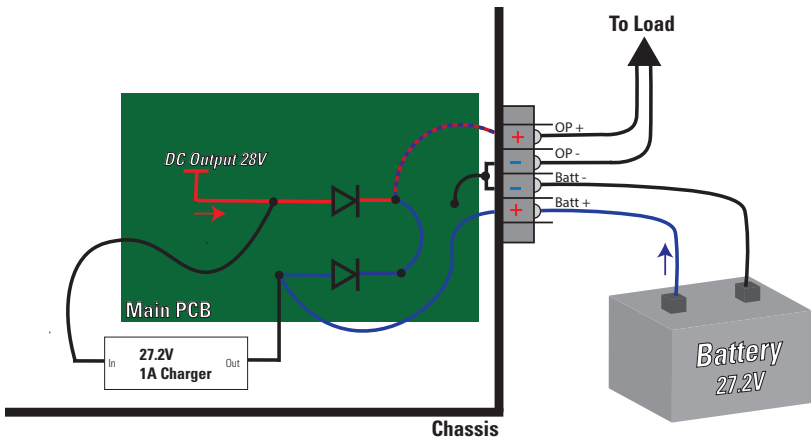 To Load
OP +
DC Output 28V
+
-
OP -
-
Batt -
+
Batt +
Main PCB
In
27.2V
1A Charger
Out
Battery
27.2V
Chassis